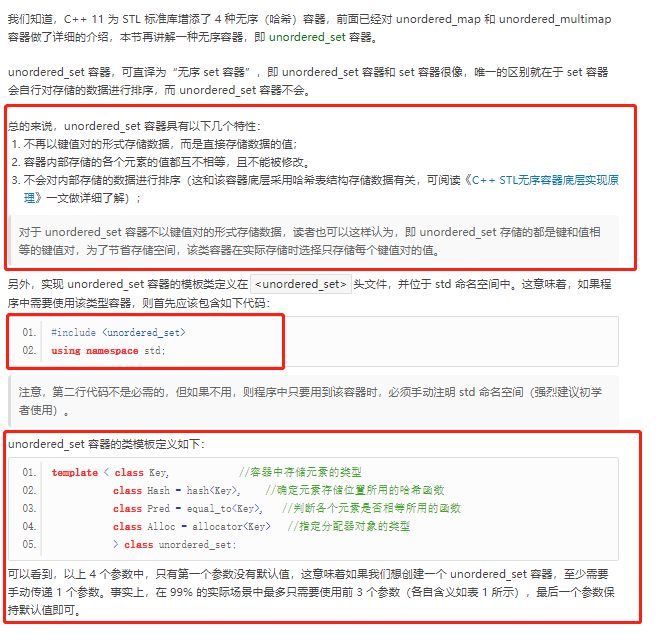 我们知道，C++ 11 为 STL 标准库增添了 4 种无序（哈希）容器，前面已经对 unordered_map 和 unordered_multimap
容器做了详细的介绍，本节再讲解一种无序容器，即 unordered_set 容器。
unordered_set 容器，可直译为“无序 set 容器”，即 unordered_set 容器和 set 容器很像，唯一的区别就在于 set 容器
会自行对存储的数据进行排序，而 unordered_set 容器不会。
总的来说，unordered_set 容器具有以下几个特性：
1. 不再以键值对的形式存储数据，而是直接存储数据的值；
2. 容器内部存储的各个元素的值都互不相等，且不能被修改。
3. 不会对内部存储的数据进行排序（这和该容器底层采用哈希表结构存储数据有关，可阅读《C++ STL无序容器底层实现原
理》一文做详细了解）；
对于 unordered_set 容器不以键值对的形式存储数据，读者也可以这样认为，即 unordered_set 存储的都是键和值相
等的键值对，为了节省存储空间，该类容器在实际存储时选择只存储每个键值对的值。
另外，实现 unordered_set 容器的模板类定义在 <unordered_set> 头文件，并位于 std 命名空间中。这意味着，如果程
序中需要使用该类型容器，则首先应该包含如下代码：
01. #include <unordered_set>
02. using namespace std;
注意，第二行代码不是必需的，但如果不用，则程序中只要用到该容器时，必须手动注明 std 命名空间（强烈建议初学
者使用）。
unordered_set 容器的类模板定义如下：
01. template < class Key, //容器中存储元素的类型
02. class Hash = hash<Key>, //确定元素存储位置所用的哈希函数
03. class Pred = equal_to<Key>, //判断各个元素是否相等所用的函数
04. class Alloc = allocator<Key> //指定分配器对象的类型
05. > class unordered_set;
可以看到，以上 4 个参数中，只有第一个参数没有默认值，这意味着如果我们想创建一个 unordered_set 容器，至少需要
手动传递 1 个参数。事实上，在 99% 的实际场景中最多只需要使用前 3 个参数（各自含义如表 1 所示），最后一个参数保
持默认值即可。